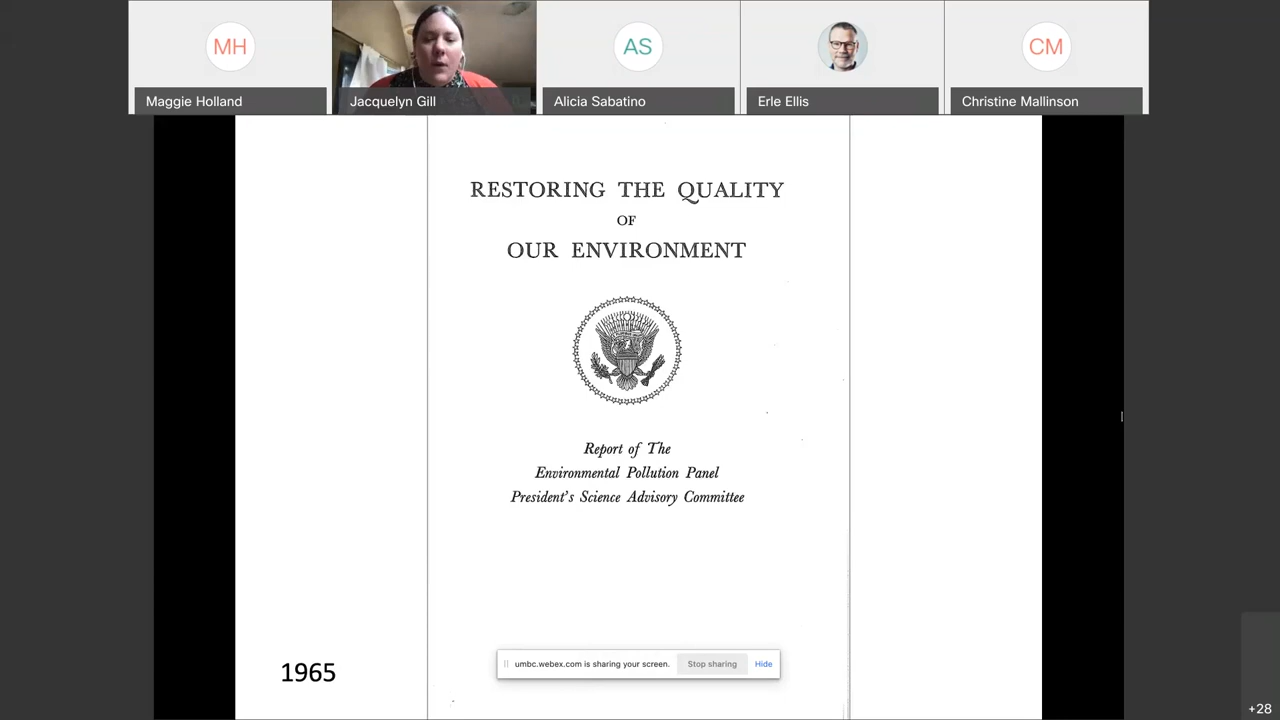 MH
AS
CM
Maggie Holland
Jacquelyn Gill
Alicia Sabatino
Erle Ellis
Christine Mallinson
RESTORING THE QUALITY
OF
OUR ENVIRONMENT
Report of The
Environmental Pollution Panel
President's Science Advisory Committee
1965
umbc.webex.com is sharing your screen.
Stop sharing
Hide
+28